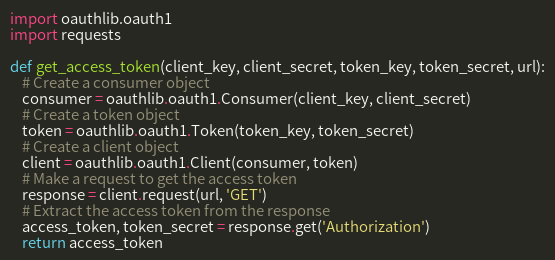 import oauthlib.oauth1
import requests

def get_access_token(client_key, client_secret, token_key, token_secret, url):
    # Create a consumer object
    consumer = oauthlib.oauth1.Consumer(client_key, client_secret)
    # Create a token object
    token = oauthlib.oauth1.Token(token_key, token_secret)
    # Create a client object
    client = oauthlib.oauth1.Client(consumer, token)
    # Make a request to get the access token
    response = client.request(url, 'GET')
    # Extract the access token from the response
    access_token, token_secret = response.get('Authorization')
    return access_token